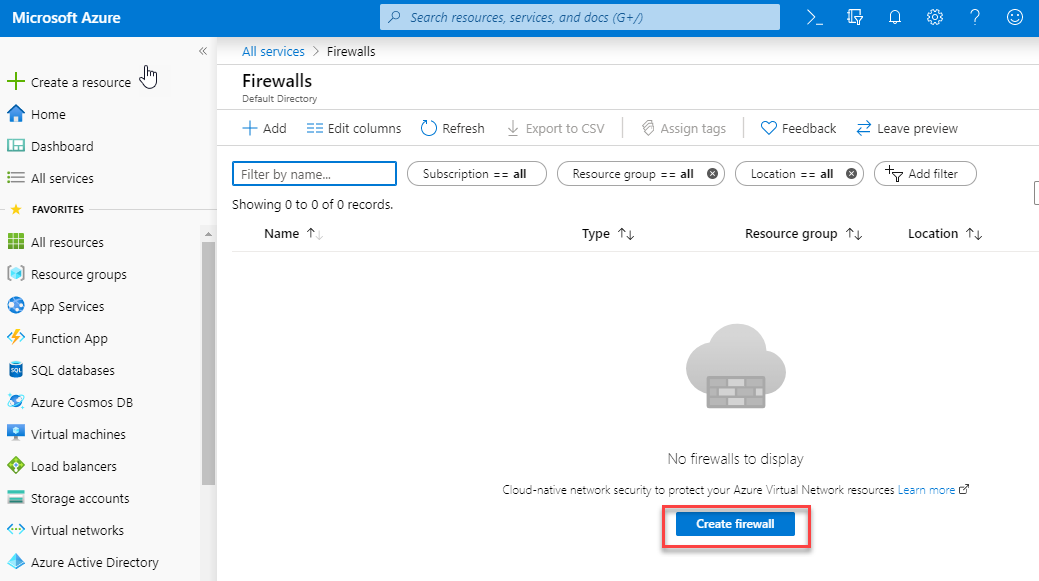 Microsoft Azure
Search resources, services, and docs (G+/)
Create a resource
Home
Dashboard
All services
FAVORITES
All resources
Resource groups
App Services
Function App
SQL databases
Azure Cosmos DB
Virtual machines
Load balancers
Storage accounts
Virtual networks
Azure Active Directory
All services > Firewalls
Firewalls
Default Directory
Add Edit columns Refresh Export to CSV Assign tags Feedback Leave preview
Filter by name... Subscription == all Resource group == all Location == all Add filter
Showing 0 to 0 of 0 records.
Name Type Resource group Location
No firewalls to display
Cloud-native network security to protect your Azure Virtual Network resources Learn more
Create firewall